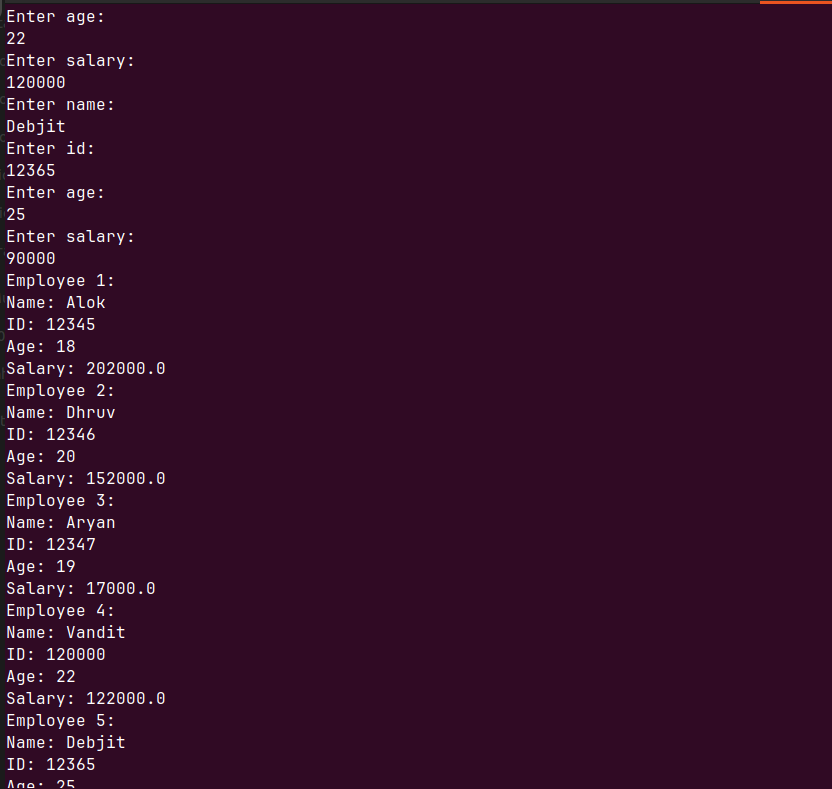 Enter age:
22
Enter salary:
120000
Enter name:
Debjit
Enter id:
12365
Enter age:
25
Enter salary:
90000
Employee 1:
Name: Alok
ID: 12345
Age: 18
Salary: 202000.0
Employee 2:
Name: Dhruv
ID: 12346
Age: 20
Salary: 152000.0
Employee 3:
Name: Aryan
ID: 12347
Age: 19
Salary: 17000.0
Employee 4:
Name: Vandit
ID: 120000
Age: 22
Salary: 122000.0
Employee 5:
Name: Debjit
ID: 12365
Age: 25